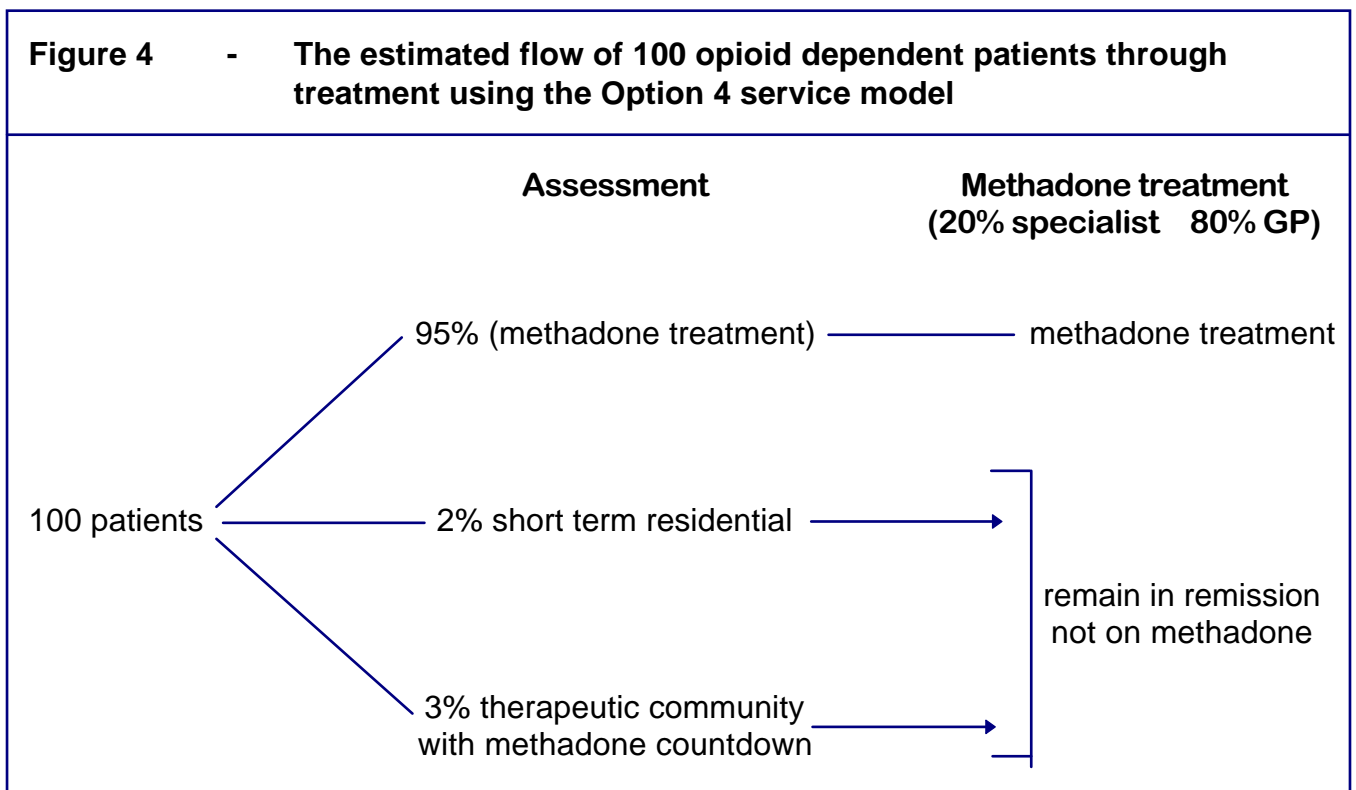 Figure 4 - The estimated flow of 100 opioid dependent patients through
treatment using the Option 4 service model
Assessment
Methadone treatment
(20% specialist 80% GP)
95% (methadone treatment)
methadone treatment
100 patients
2% short term residential
remain in remission
not on methadone
3% therapeutic community
with methadone countdown